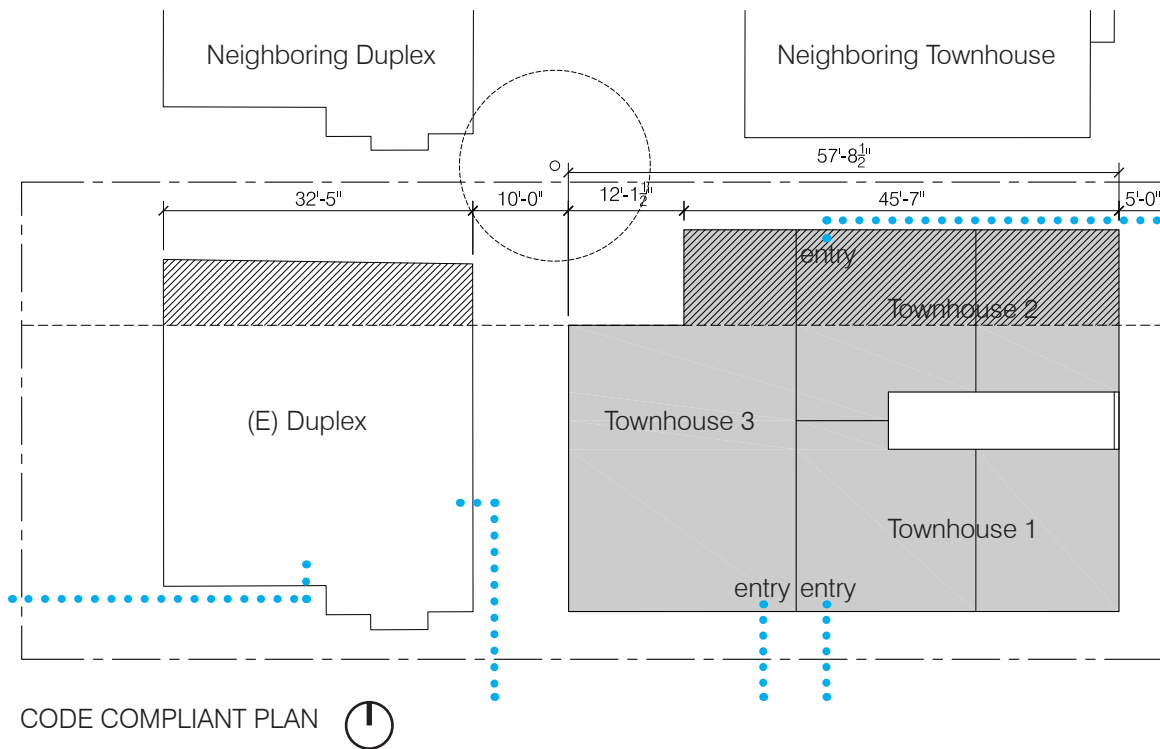 Neighboring Duplex
Neighboring Townhouse
57'-8½"
32'-5"
10'-0"
12'-1½"
45'-7"
5'-0"
entry
Townhouse 2
(E) Duplex
Townhouse 3
Townhouse 1
entry
entry
CODE COMPLIANT PLAN